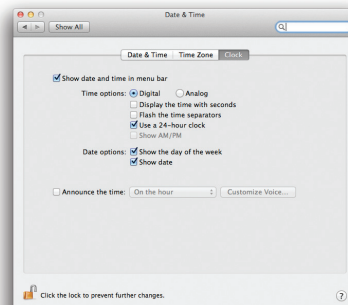 Date & Time
Show All
Date & Time Time Zone Clock
Show date and time in menu bar
Time options: Digital Analog
Display the time with seconds
Flash the time separators
Use a 24-hour clock
Show AM/PM
Date options: Show the day of the week
Show date
Announce the time: On the hour Customize Voice...
Click the lock to prevent further changes.
?